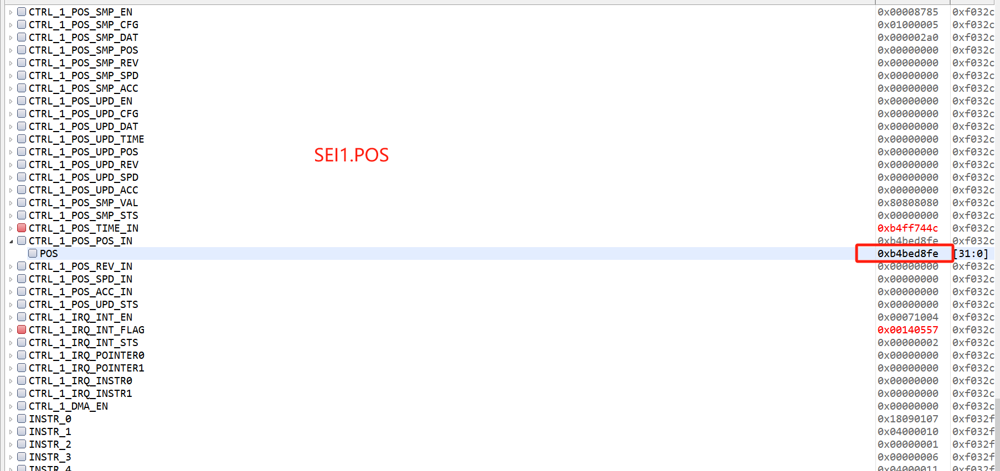 CTRL_1_POS_SMP_EN 0x00008785 0xf032c
CTRL_1_POS_SMP_CFG 0x01000005 0xf032c
CTRL_1_POS_SMP_DAT 0x000002a0 0xf032c
CTRL_1_POS_SMP_POS 0x00000000 0xf032c
CTRL_1_POS_SMP_REV 0x00000000 0xf032c
CTRL_1_POS_SMP_SPD 0x00000000 0xf032c
CTRL_1_POS_SMP_ACC 0x00000000 0xf032c
CTRL_1_POS_UPD_EN 0x00000000 0xf032c
CTRL_1_POS_UPD_CFG 0x00000000 0xf032c
CTRL_1_POS_UPD_DAT 0x00000000 0xf032c
CTRL_1_POS_UPD_TIME 0x00000000 0xf032c
CTRL_1_POS_UPD_POS 0x00000000 0xf032c
SEI1.POS
CTRL_1_POS_UPD_REV 0x00000000 0xf032c
CTRL_1_POS_UPD_SPD 0x00000000 0xf032c
CTRL_1_POS_UPD_ACC 0x00000000 0xf032c
CTRL_1_POS_SMP_VAL 0x80808080 0xf032c
CTRL_1_POS_SMP_STS 0x00000000 0xf032c
CTRL_1_POS_TIME_IN 0xb4ff744c 0xf032c
CTRL_1_POS_POS_IN 0xb4bed8fe 0xf032c
POS 0xb4bed8fe [31:0]
CTRL_1_POS_REV_IN 0x00000000 0xf032c
CTRL_1_POS_SPD_IN 0x00000000 0xf032c
CTRL_1_POS_ACC_IN 0x00000000 0xf032c
CTRL_1_POS_UPD_STS 0x00000000 0xf032c
CTRL_1_IRQ_INT_EN 0x00071004 0xf032c
CTRL_1_IRQ_INT_FLAG 0x00140557 0xf032c
CTRL_1_IRQ_INT_STS 0x00000002 0xf032c
CTRL_1_IRQ_POINTER0 0x00000000 0xf032c
CTRL_1_IRQ_POINTER1 0x00000000 0xf032c
CTRL_1_IRQ_INSTR0 0x00000000 0xf032c
CTRL_1_IRQ_INSTR1 0x00000000 0xf032c
CTRL_1_DMA_EN 0x00000000 0xf032c
INSTR_0 0x18090107 0xf032f
INSTR_1 0x04000010 0xf032f
INSTR_2 0x00000001 0xf032f
INSTR_3 0x00000006 0xf032f
INSTR_4 0x04000011 0xf032f